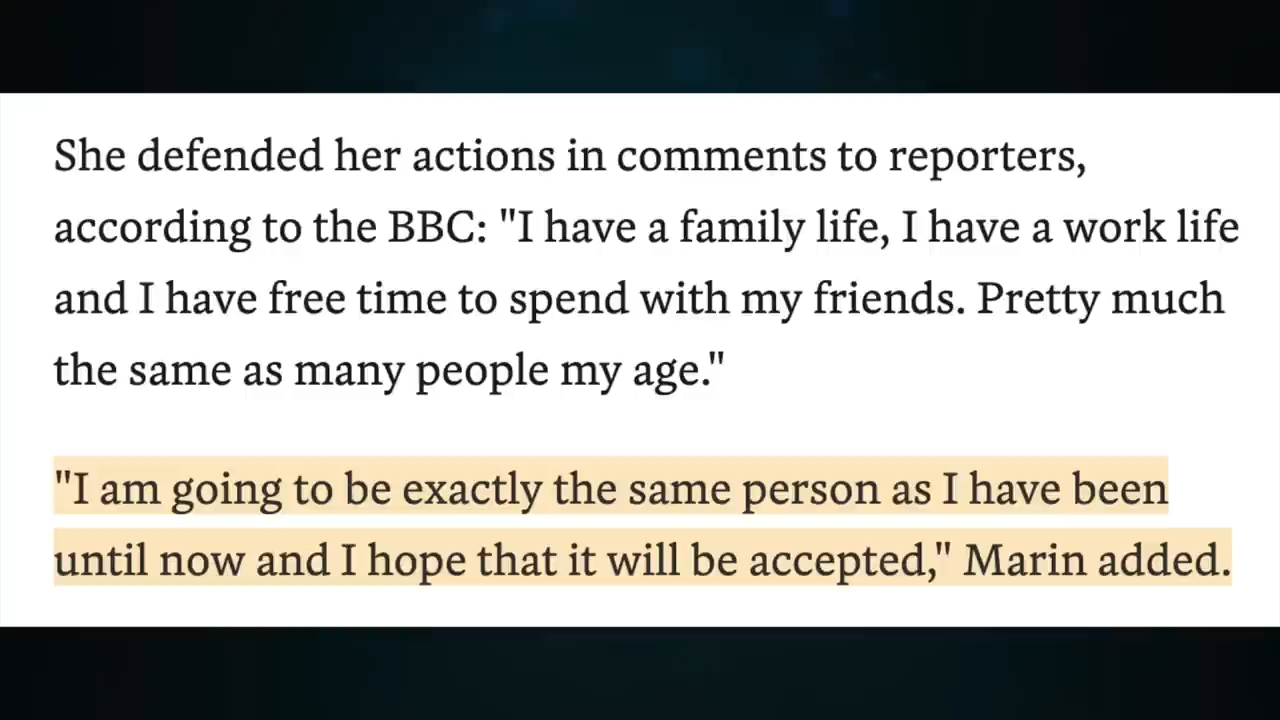 She defended her actions in comments to reporters,
according to the BBC: "I have a family life, I have a work life
and I have free time to spend with my friends. Pretty much
the same as many people my age."
"I am going to be exactly the same person as I have been
until now and I hope that it will be accepted," Marin added.